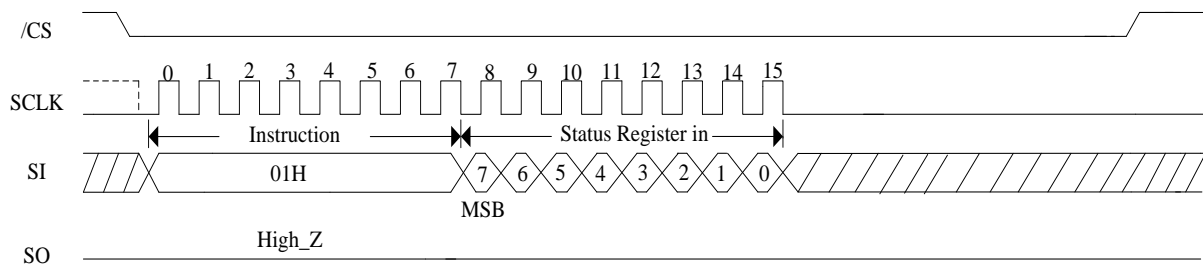 /CS
0 1 2 3 4 5 6 7 8 9 10 11 12 13 14 15
SCLK
Instruction Status Register in
SI 01H 7 6 5 4 3 2 1 0
MSB
High_Z
SO